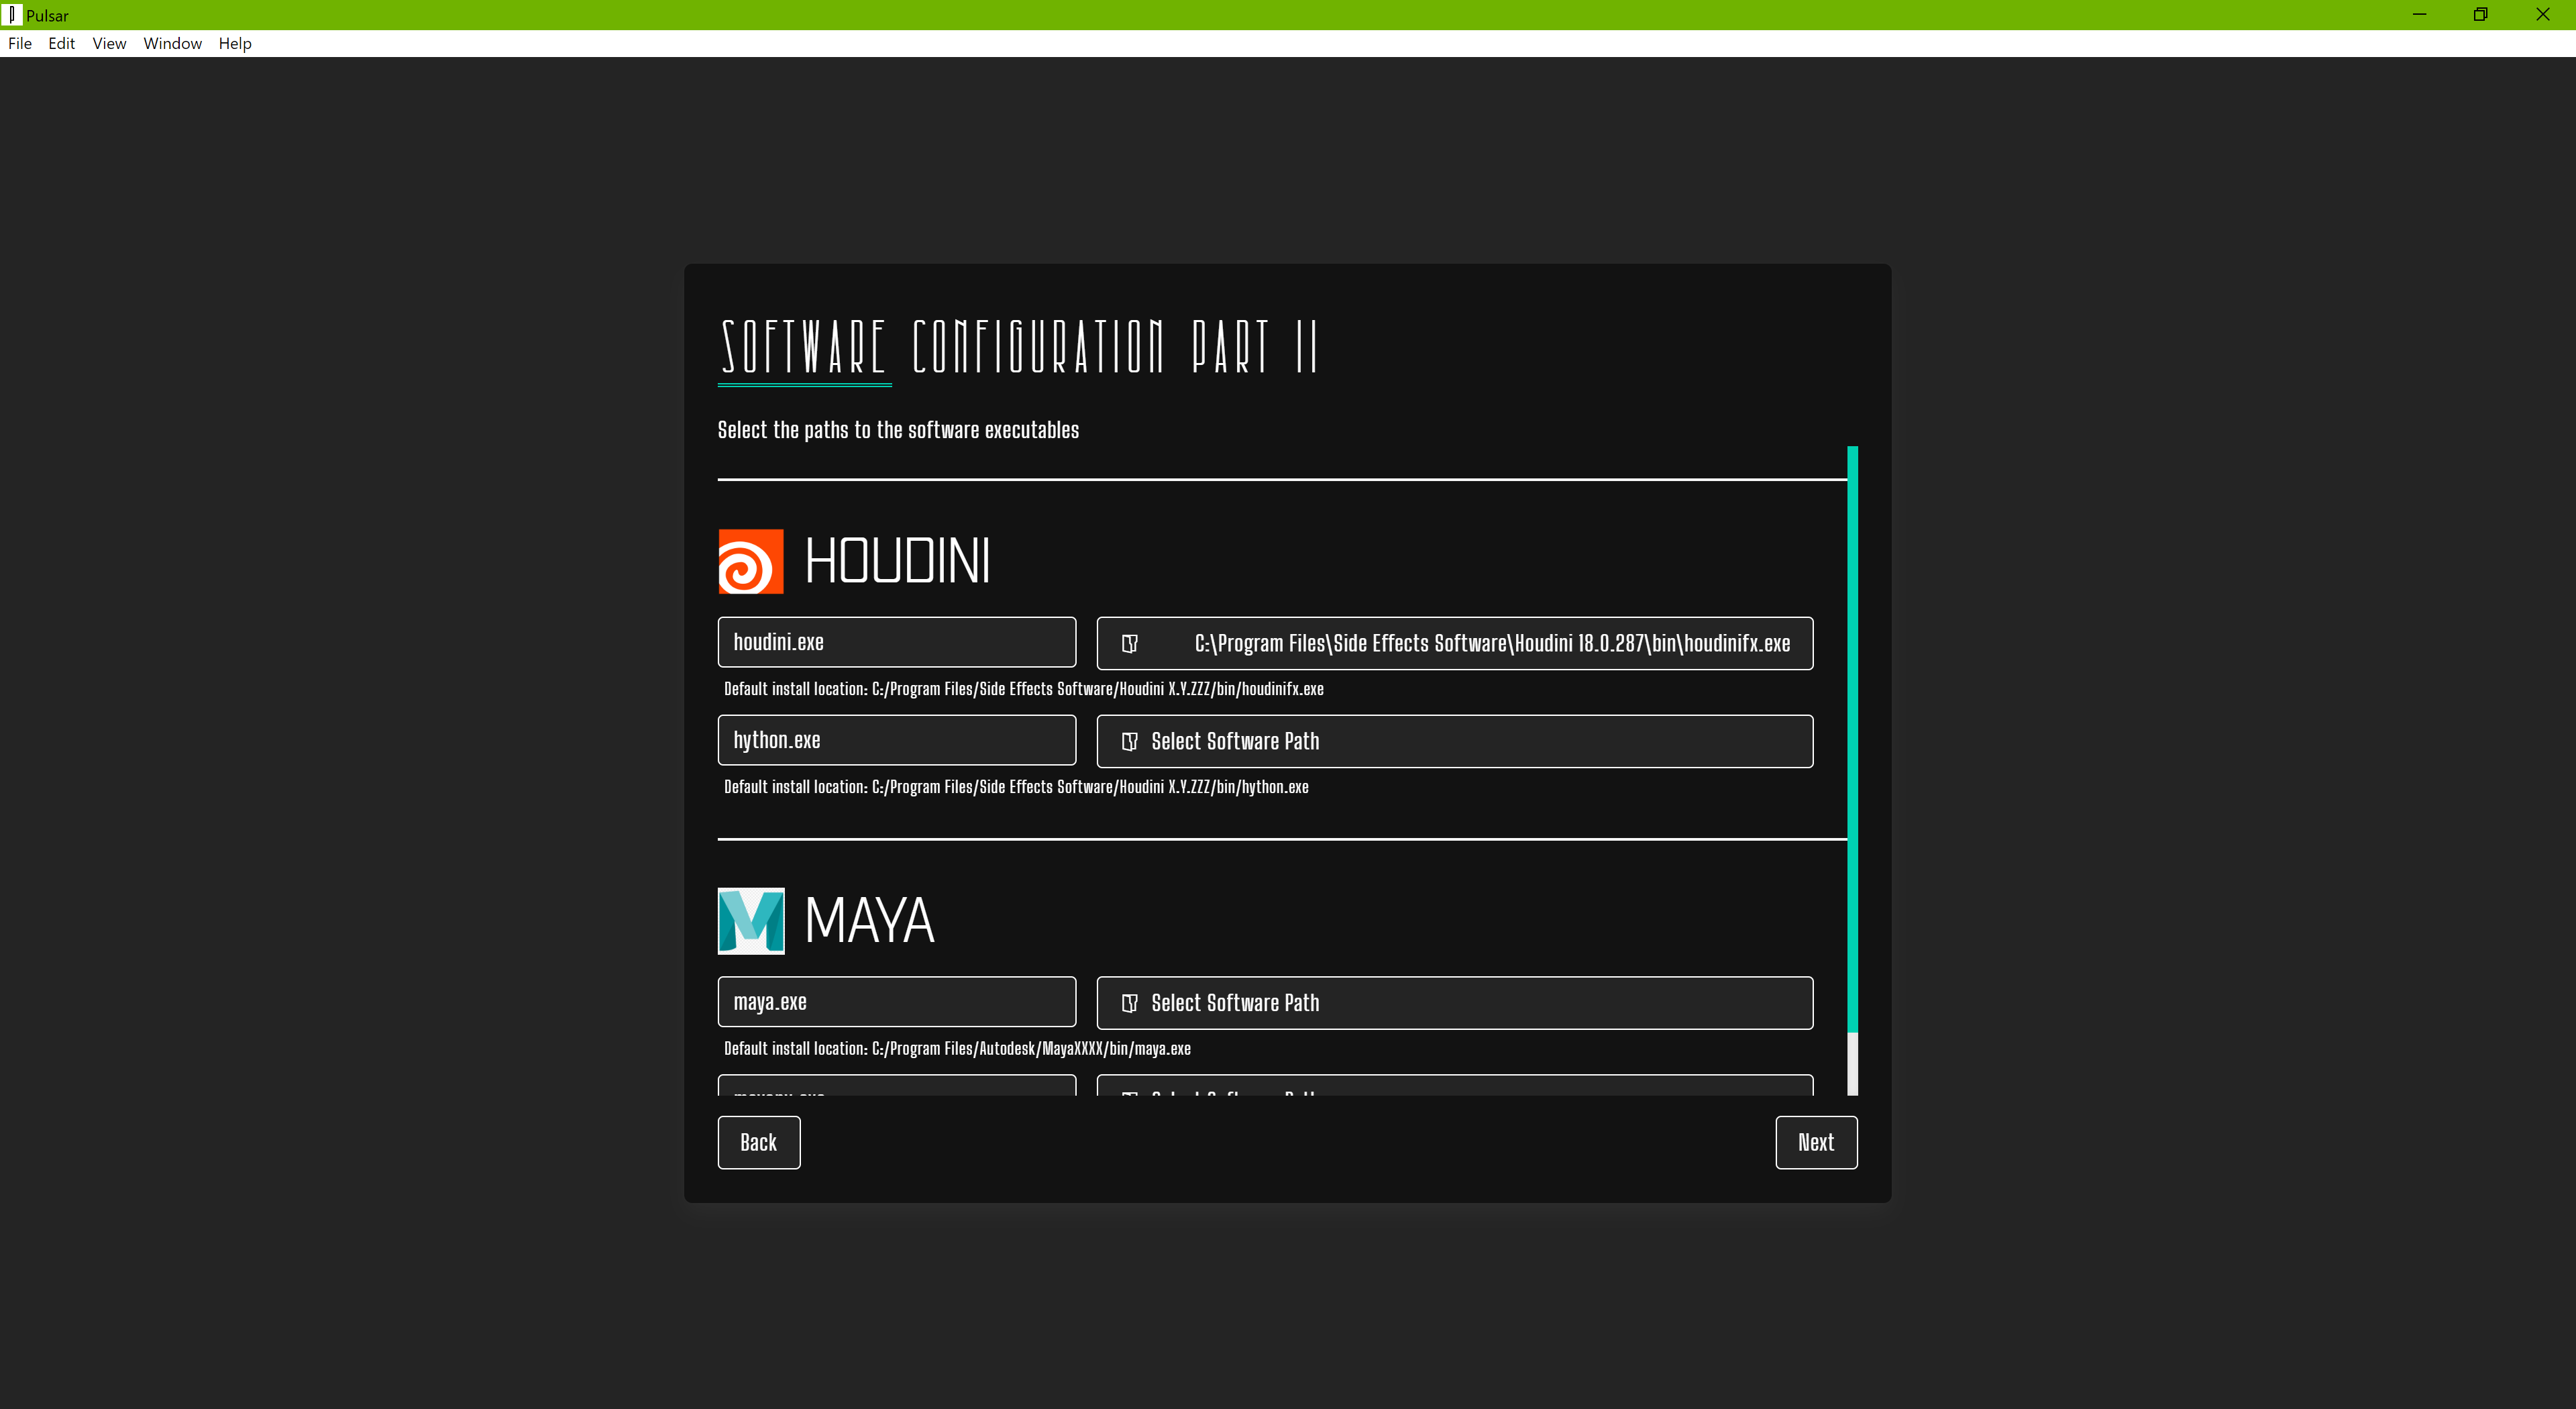 Pulsar
File Edit View Window Help
SOFTWARE CONFIGURATION PART II
Select the paths to the software executables
HOUDINI
houdini.exe C:\Program Files\Side Effects Software\Houdini 18.0.287\bin\houdinifx.exe
Default install location: C:/Program Files/Side Effects Software/Houdini X.Y.ZZZ/bin/houdinifx.exe
hython.exe Select Software Path
Default install location: C:/Program Files/Side Effects Software/Houdini X.Y.ZZZ/bin/hython.exe
MAYA
maya.exe Select Software Path
Default install location: C:/Program Files/Autodesk/MayaXXXX/bin/maya.exe
Select Software Path
Back Next